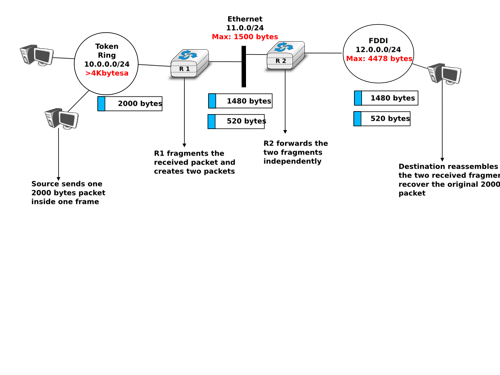 Ethernet
11.0.0.0/24
Max: 1500 bytes
Token
Ring
10.0.0.0/24
>4Kbytesa
FDDI
12.0.0.0/24
Max: 4478 bytes
R 1
R 2
2000 bytes
1480 bytes
520 bytes
1480 bytes
520 bytes
R1 fragments the
received packet and
creates two packets
R2 forwards the
two fragments
independently
Destination reassembles
the two received fragmen
recover the original 2000
packet
Source sends one
2000 bytes packet
inside one frame